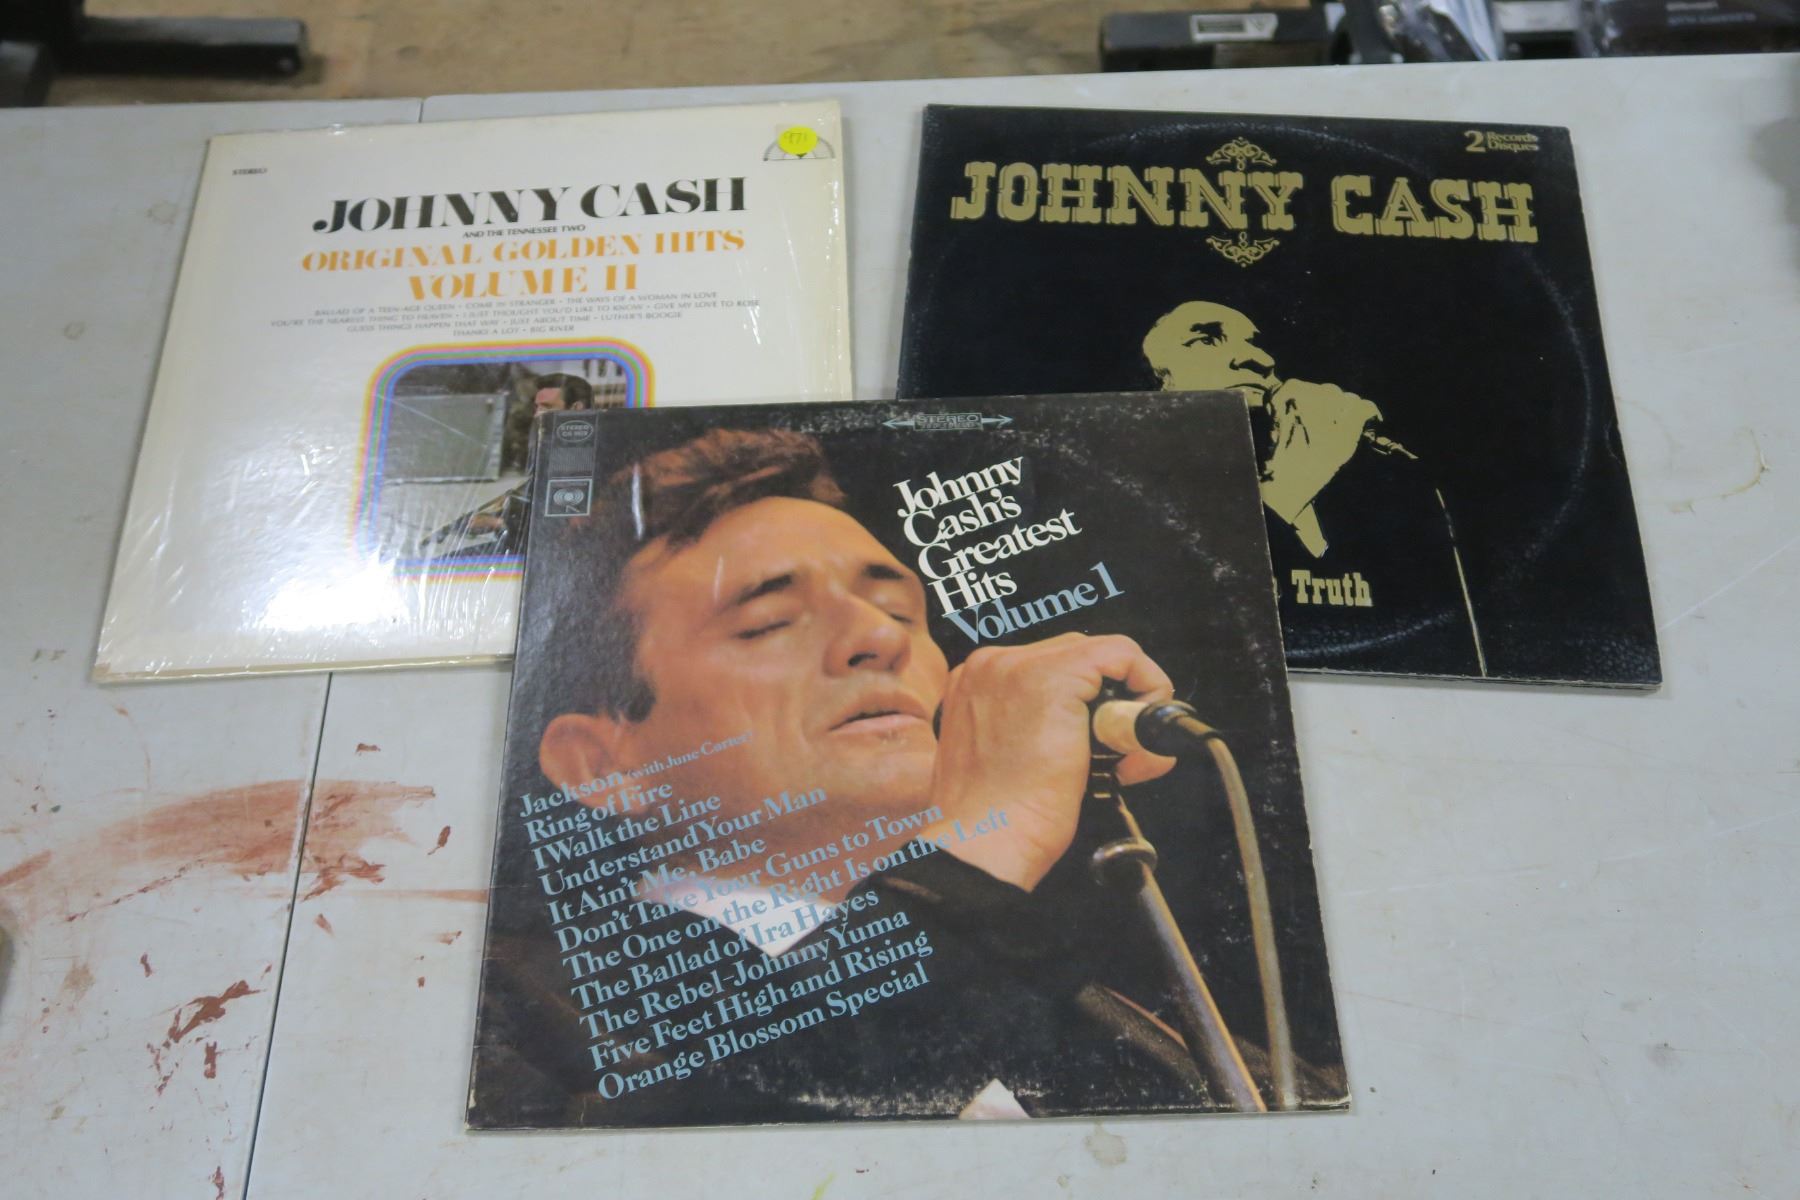 STEREO
971
JOHNNY CASH
AND THE TENNESSEE TWO
ORIGINAL GOLDEN HITS
VOLUME II
BALLAD OF A TEEN-AGE QUEEN • COME IN STRANGER • THE WAYS OF A WOMAN IN LOVE
YOU'RE THE NEAREST THING TO HEAVEN • I JUST THOUGHT YOU'D LIKE TO KNOW • GIVE MY LOVE TO ROSE
GUESS THINGS HAPPEN THAT WAY • JUST ABOUT TIME • LUTHER'S BOOGIE
THANKS A LOT • BIG RIVER
2 Records
Disques
JOHNNY CASH
Truth
STEREO
STEREO
Johnny
Cash's
Greatest
Hits
Volume 1
Jackson (with June Carter)
Ring of Fire
I Walk the Line
Understand Your Man
It Ain't Me, Babe
Don't Take Your Guns to Town
The One on the Right Is on the Left
The Ballad of Ira Hayes
The Rebel–Johnny Yuma
Five Feet High and Rising
Orange Blossom Special